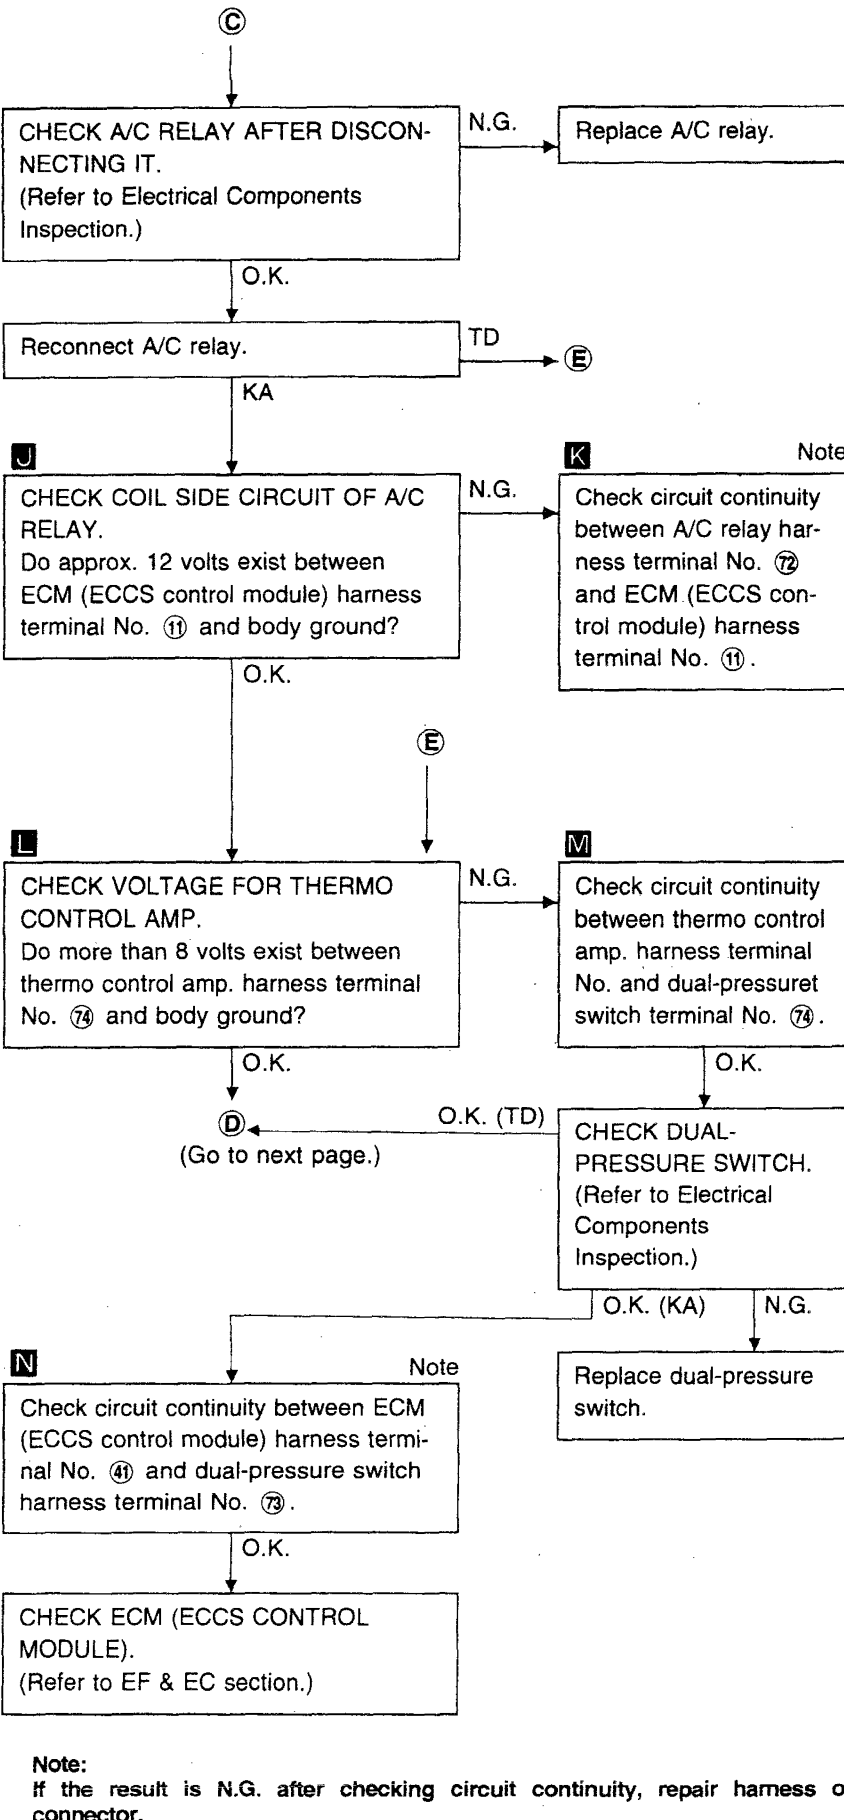 C
CHECK A/C RELAY AFTER DISCON-
NECTING IT.
(Refer to Electrical Components
Inspection.)
N.G.
Replace A/C relay.
O.K.
Reconnect A/C relay.
TD
E
KA
J
CHECK COIL SIDE CIRCUIT OF A/C
RELAY.
Do approx. 12 volts exist between
ECM (ECCS control module) harness
terminal No. ⑪ and body ground?
N.G.
K
Note
Check circuit continuity
between A/C relay har-
ness terminal No. 72
and ECM (ECCS con-
trol module) harness
terminal No. ⑪.
O.K.
E
L
CHECK VOLTAGE FOR THERMO
CONTROL AMP.
Do more than 8 volts exist between
thermo control amp. harness terminal
No. 74 and body ground?
N.G.
M
Check circuit continuity
between thermo control
amp. harness terminal
No. and dual-pressuret
switch terminal No. 74.
O.K.
D
(Go to next page.)
O.K.
O.K. (TD)
CHECK DUAL-
PRESSURE SWITCH.
(Refer to Electrical
Components
Inspection.)
O.K. (KA)
N.G.
Replace dual-pressure
switch.
N
Note
Check circuit continuity between ECM
(ECCS control module) harness termi-
nal No. ㊶ and dual-pressure switch
harness terminal No. 73.
O.K.
CHECK ECM (ECCS CONTROL
MODULE).
(Refer to EF & EC section.)
Note:
If the result is N.G. after checking circuit continuity, repair harness o
connector.